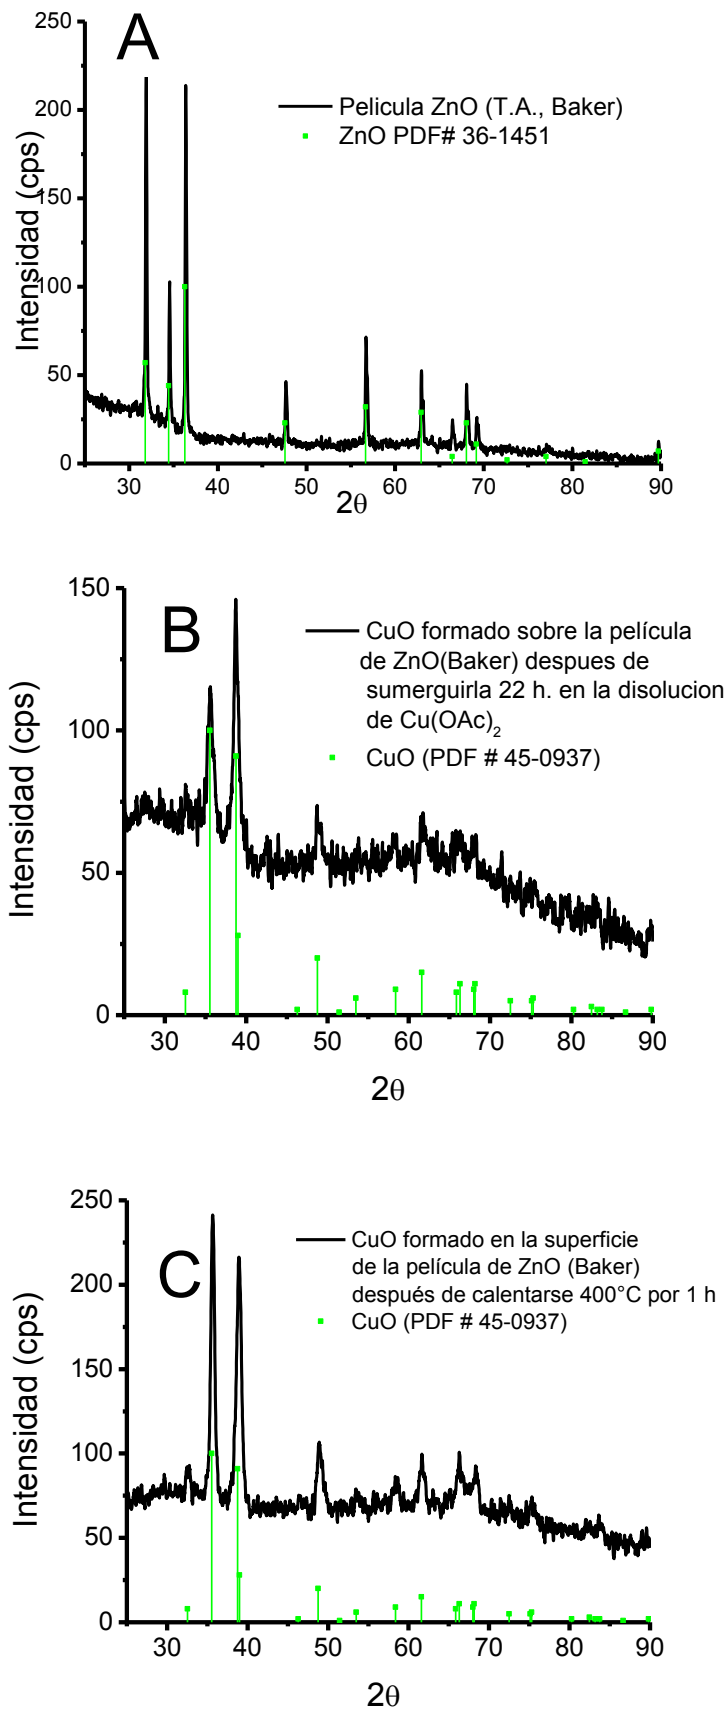 A
250
200
150
100
50
0
Intensidad (cps)
Pelicula ZnO (T.A., Baker)
ZnO PDF# 36-1451
30 40 50 60 70 80 90
2θ
B
150
100
50
0
Intensidad (cps)
CuO formado sobre la película
de ZnO(Baker) despues de
sumerguirla 22 h. en la disolucion
de Cu(OAc)2
CuO (PDF # 45-0937)
30 40 50 60 70 80 90
2θ
C
250
200
150
100
50
0
Intensidad (cps)
CuO formado en la superficie
de la película de ZnO (Baker)
después de calentarse 400°C por 1 h
CuO (PDF # 45-0937)
30 40 50 60 70 80 90
2θ